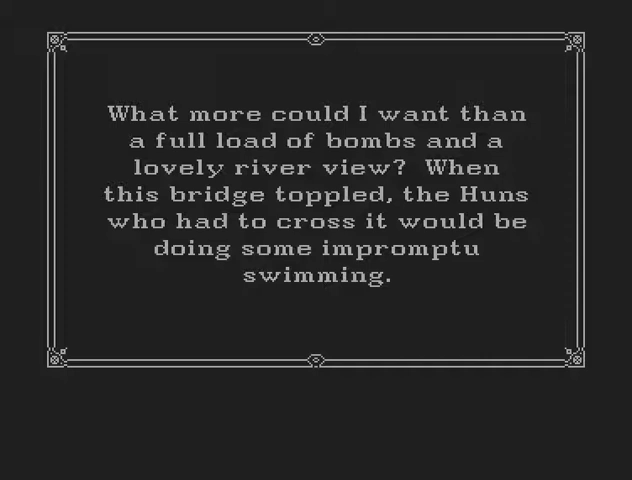 What more could I want than
a full load of bombs and a
lovely river view?  When
this bridge toppled, the Huns
who had to cross it would be
doing some impromptu
swimming.